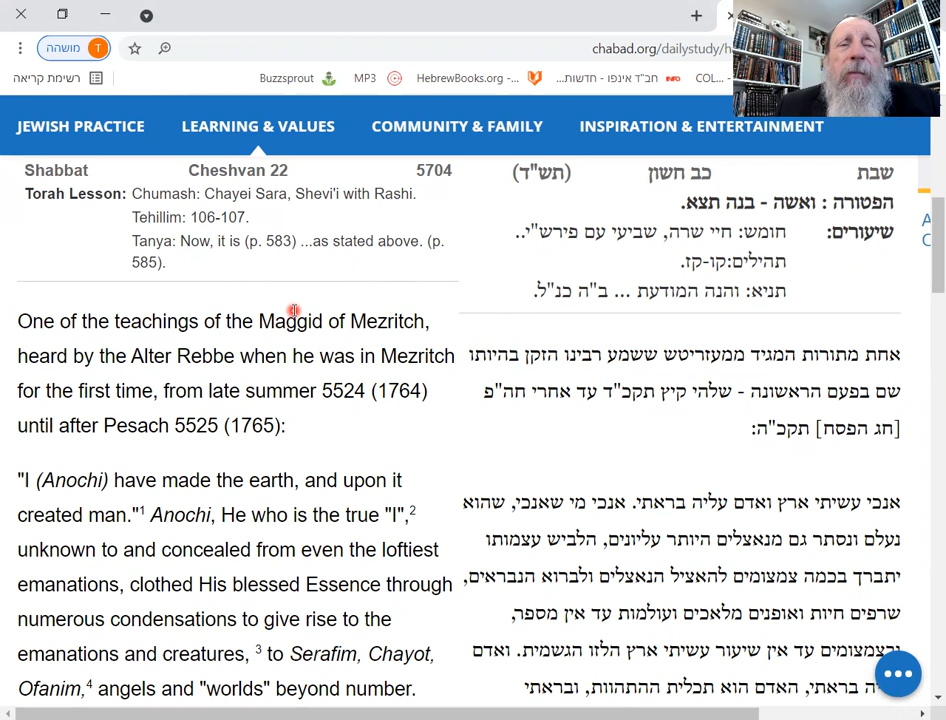 מושהה T
chabad.org/dailystudy/h
רשימת קריאה
Buzzsprout
MP3
HebrewBooks.org -...
חב"ד אינפו - חדשות...
INFO
COL...
JEWISH PRACTICE
LEARNING & VALUES
COMMUNITY & FAMILY
INSPIRATION & ENTERTAINMENT
Shabbat Cheshvan 22 5704
Torah Lesson: Chumash: Chayei Sara, Shevi'i with Rashi.
Tehillim: 106-107.
Tanya: Now, it is (p. 583) ...as stated above. (p.
585).
One of the teachings of the Maggid of Mezritch,
heard by the Alter Rebbe when he was in Mezritch
for the first time, from late summer 5524 (1764)
until after Pesach 5525 (1765):
"I (Anochi) have made the earth, and upon it
created man."1 Anochi, He who is the true "I",2
unknown to and concealed from even the loftiest
emanations, clothed His blessed Essence through
numerous condensations to give rise to the
emanations and creatures, 3 to Serafim, Chayot,
Ofanim,4 angels and "worlds" beyond number.
שבת כב חשון (תש"ד)
הפטורה : ואשה - בנה תצא.
שיעורים: חומש: חיי שרה, שביעי עם פירש"י..
תהילים:קו-קז.
תניא: והנה המודעת ... ב"ה כנ"ל.
אחת מתורות המגיד ממעזריטש ששמע רבינו הזקן בהיותו
שם בפעם הראשונה - שלהי קיץ תקכ"ד עד אחרי חה"פ
[חג הפסח] תקכ"ה:
אנכי עשיתי ארץ ואדם עליה בראתי. אנכי מי שאנכי, שהוא
נעלם ונסתר גם מנאצלים היותר עליונים, הלביש עצמותו
יתברך בכמה צמצומים להאציל הנאצלים ולברוא הנבראים,
שרפים חיות ואופנים מלאכים ועולמות עד אין מספר,
ובצמצומים עד אין שיעור עשיתי ארץ הלזו הגשמית. ואדם
בראתי, האדם הוא תכלית ההתהוות, ובראתי
A
C